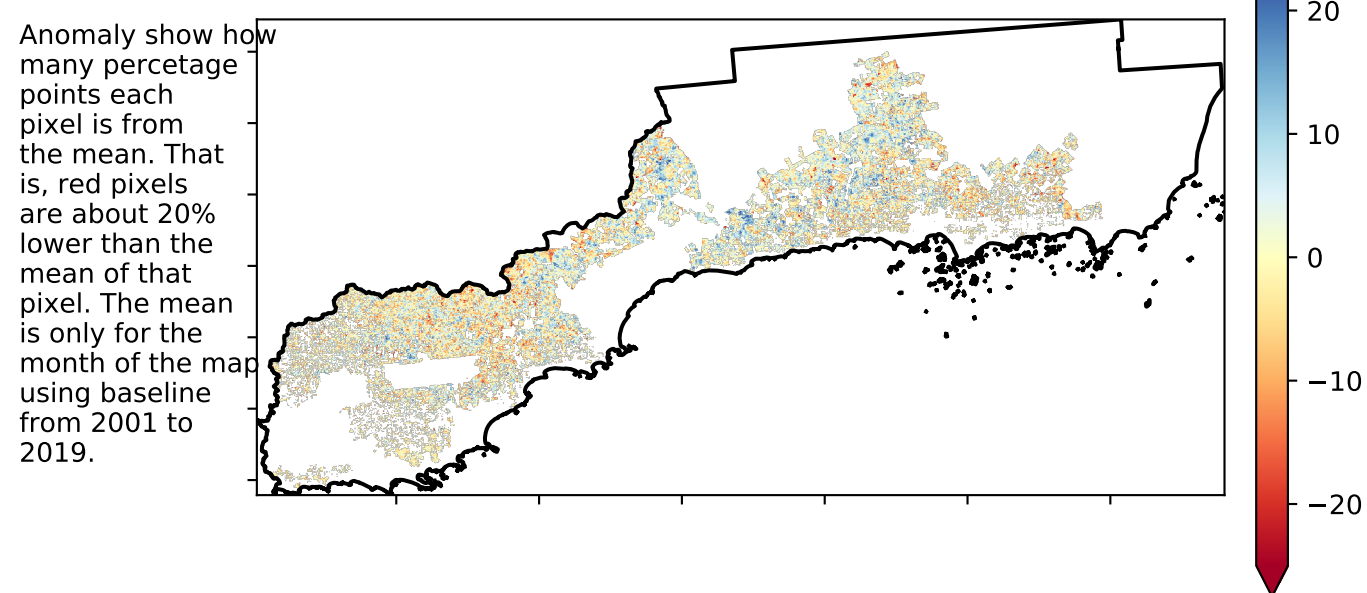 Anomaly show how
many percetage
points each
pixel is from
the mean. That
is, red pixels
are about 20%
lower than the
mean of that
pixel. The mean
is only for the
month of the map
using baseline
from 2001 to
2019.
20
10
0
−10
−20